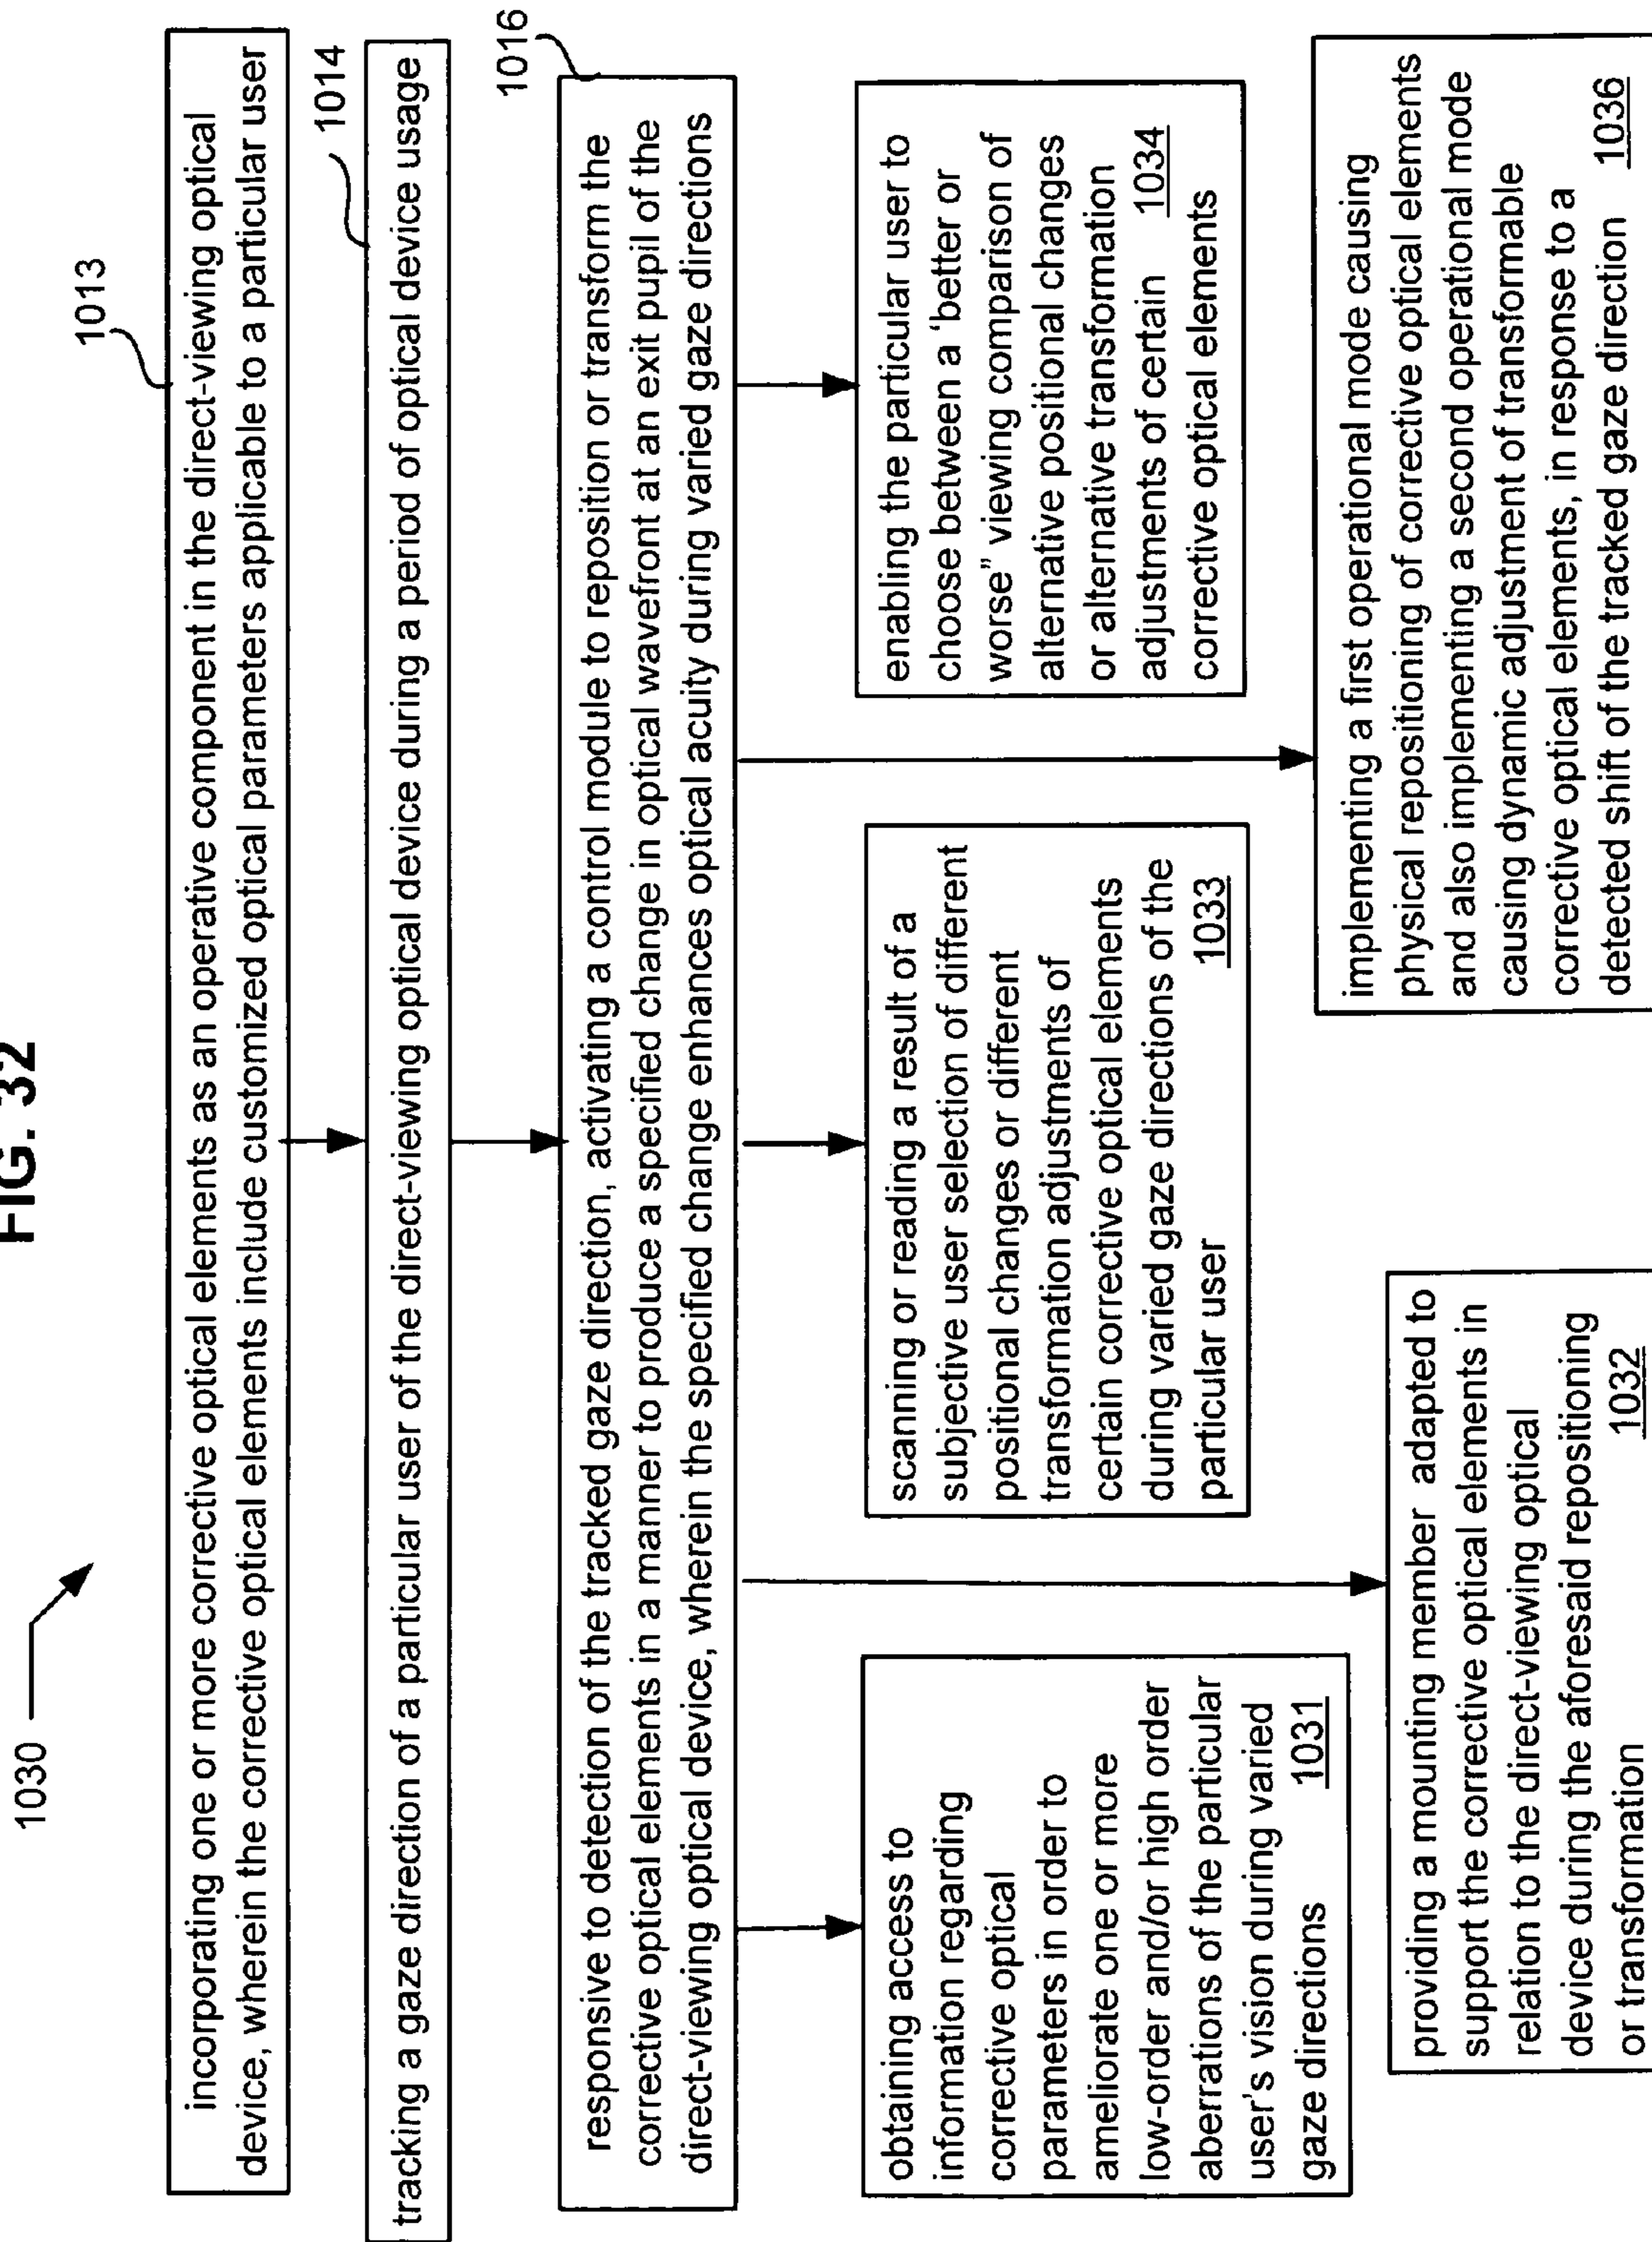 FIG. 32
1030
1013
incorporating one or more corrective optical elements as an operative component in the direct-viewing optical
device, wherein the corrective optical elements include customized optical parameters applicable to a particular user
1014
tracking a gaze direction of a particular user of the direct-viewing optical device during a period of optical device usage
1016
responsive to detection of the tracked gaze direction, activating a control module to reposition or transform the
corrective optical elements in a manner to produce a specified change in optical wavefront at an exit pupil of the
direct-viewing optical device, wherein the specified change enhances optical acuity during varied gaze directions
obtaining access to
information regarding
corrective optical
parameters in order to
ameliorate one or more
low-order and/or high order
aberrations of the particular
user's vision during varied
gaze directions 1031
scanning or reading a result of a
subjective user selection of different
positional changes or different
transformation adjustments of
certain corrective optical elements
during varied gaze directions of the
particular user 1033
enabling the particular user to
choose between a 'better or
worse" viewing comparison of
alternative positional changes
or alternative transformation
adjustments of certain 1034
corrective optical elements
providing a mounting member adapted to
support the corrective optical elements in
relation to the direct-viewing optical
device during the aforesaid repositioning
or transformation 1032
implementing a first operational mode causing
physical repositioning of corrective optical elements
and also implementing a second operational mode
causing dynamic adjustment of transformable
corrective optical elements, in response to a
detected shift of the tracked gaze direction 1036